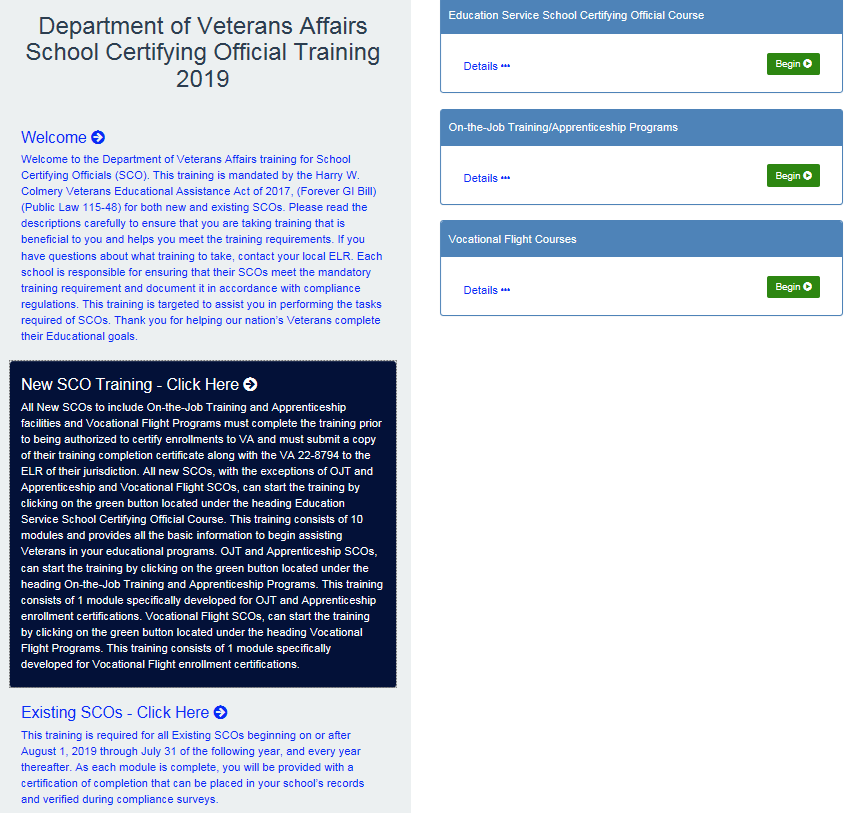 Department of Veterans Affairs
School Certifying Official Training
2019
Welcome
Welcome to the Department of Veterans Affairs training for School
Certifying Officials (SCO). This training is mandated by the Harry W.
Colmery Veterans Educational Assistance Act of 2017, (Forever GI Bill)
(Public Law 115-48) for both new and existing SCOs. Please read the
descriptions carefully to ensure that you are taking training that is
beneficial to you and helps you meet the training requirements. If you
have questions about what training to take, contact your local ELR. Each
school is responsible for ensuring that their SCOs meet the mandatory
training requirement and document it in accordance with compliance
regulations. This training is targeted to assist you in performing the tasks
required of SCOs. Thank you for helping our nation's Veterans complete
their Educational goals.
New SCO Training - Click Here
All New SCOs to include On-the-Job Training and Apprenticeship
facilities and Vocational Flight Programs must complete the training prior
to being authorized to certify enrollments to VA and must submit a copy
of their training completion certificate along with the VA 22-8794 to the
ELR of their jurisdiction. All new SCOs, with the exceptions of OJT and
Apprenticeship and Vocational Flight SCOs, can start the training by
clicking on the green button located under the heading Education
Service School Certifying Official Course. This training consists of 10
modules and provides all the basic information to begin assisting
Veterans in your educational programs. OJT and Apprenticeship SCOs,
can start the training by clicking on the green button located under the
heading On-the-Job Training and Apprenticeship Programs. This training
consists of 1 module specifically developed for OJT and Apprenticeship
enrollment certifications. Vocational Flight SCOs, can start the training
by clicking on the green button located under the heading Vocational
Flight Programs. This training consists of 1 module specifically
developed for Vocational Flight enrollment certifications.
Existing SCOs - Click Here
This training is required for all Existing SCOs beginning on or after
August 1, 2019 through July 31 of the following year, and every year
thereafter. As each module is complete, you will be provided with a
certification of completion that can be placed in your school's records
and verified during compliance surveys.
Education Service School Certifying Official Course
Details •••
Begin
On-the-Job Training/Apprenticeship Programs
Details •••
Begin
Vocational Flight Courses
Details •••
Begin